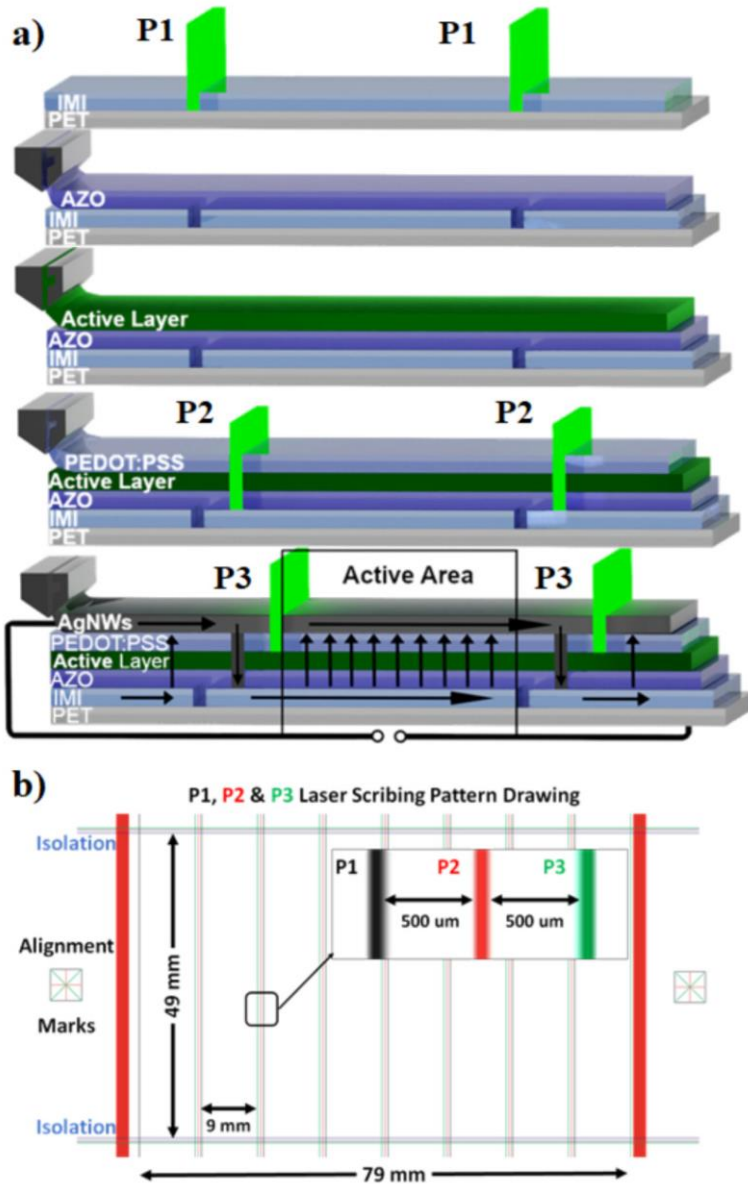 a)
P1 P1
IMI
PET
AZO
IMI
PET
Active Layer
AZO
IMI
PET
P2 P2
PEDOT:PSS
Active Layer
AZO
IMI
PET
P3 Active Area P3
AgNWs
PEDOT:PSS
Active Layer
AZO
IMI
PET
b)
P1, P2 & P3 Laser Scribing Pattern Drawing
Isolation
P1 P2 P3
500 um 500 um
Alignment
Marks
49 mm
9 mm
Isolation
79 mm